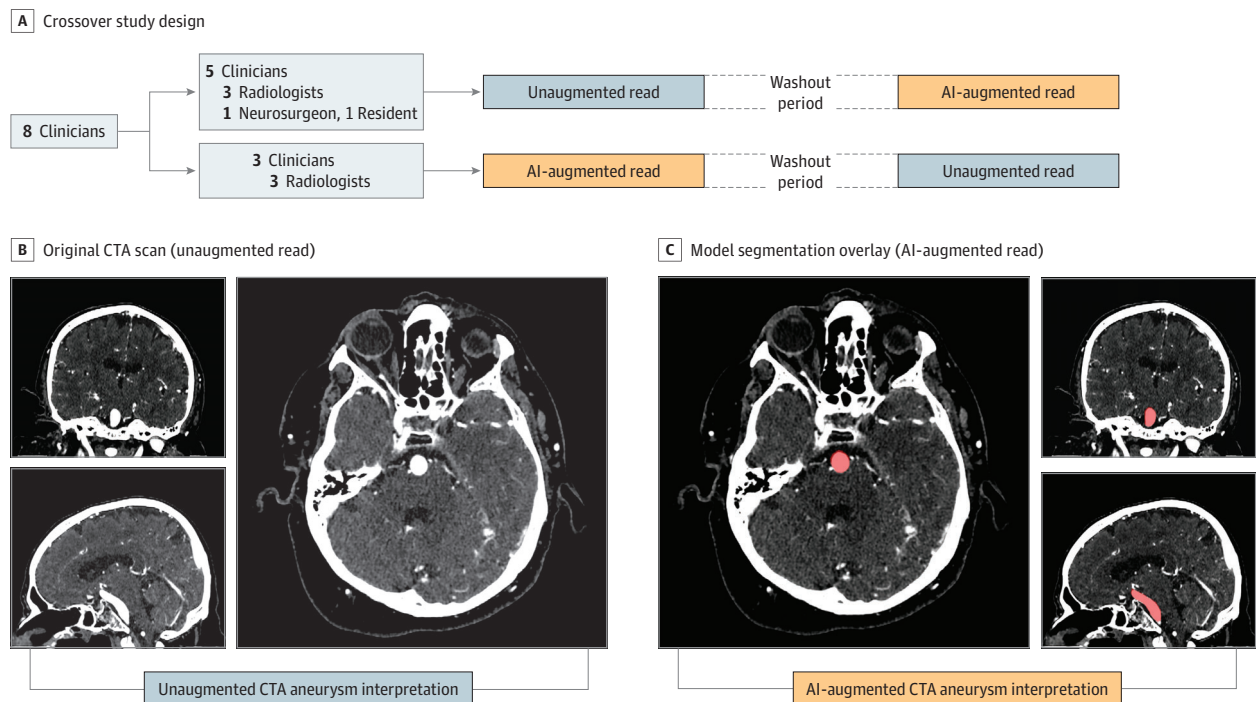 A Crossover study design
8 Clinicians
5 Clinicians
3 Radiologists
1 Neurosurgeon, 1 Resident
Unaugmented read
Washout
period
AI-augmented read
3 Clinicians
3 Radiologists
AI-augmented read
Washout
period
Unaugmented read
B Original CTA scan (unaugmented read)
C Model segmentation overlay (AI-augmented read)
Unaugmented CTA aneurysm interpretation
AI-augmented CTA aneurysm interpretation